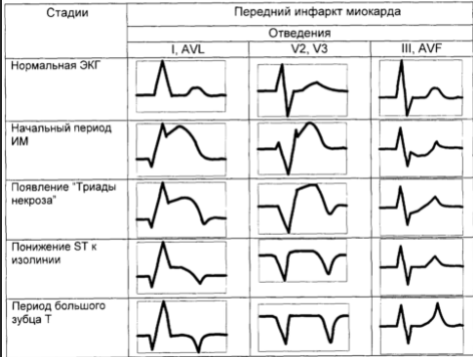 Стадии
Передний инфаркт миокарда
Отведения
I, AVL
V2, V3
III, AVF
Нормальная ЭКГ
Начальный период
ИМ
Появление "Триады
некроза"
Понижение ST к
изолинии
Период большого
зубца Т